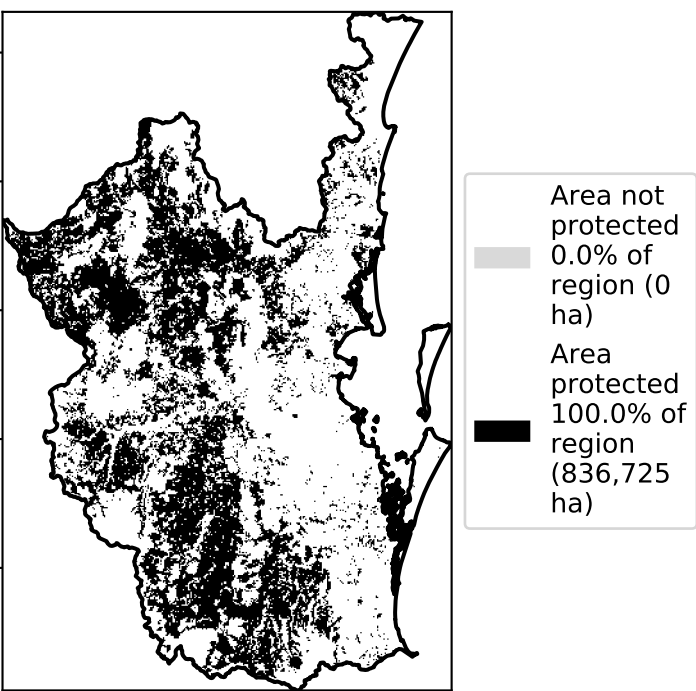 Area not
protected
0.0% of
region (0
ha)
Area
protected
100.0% of
region
(836,725
ha)